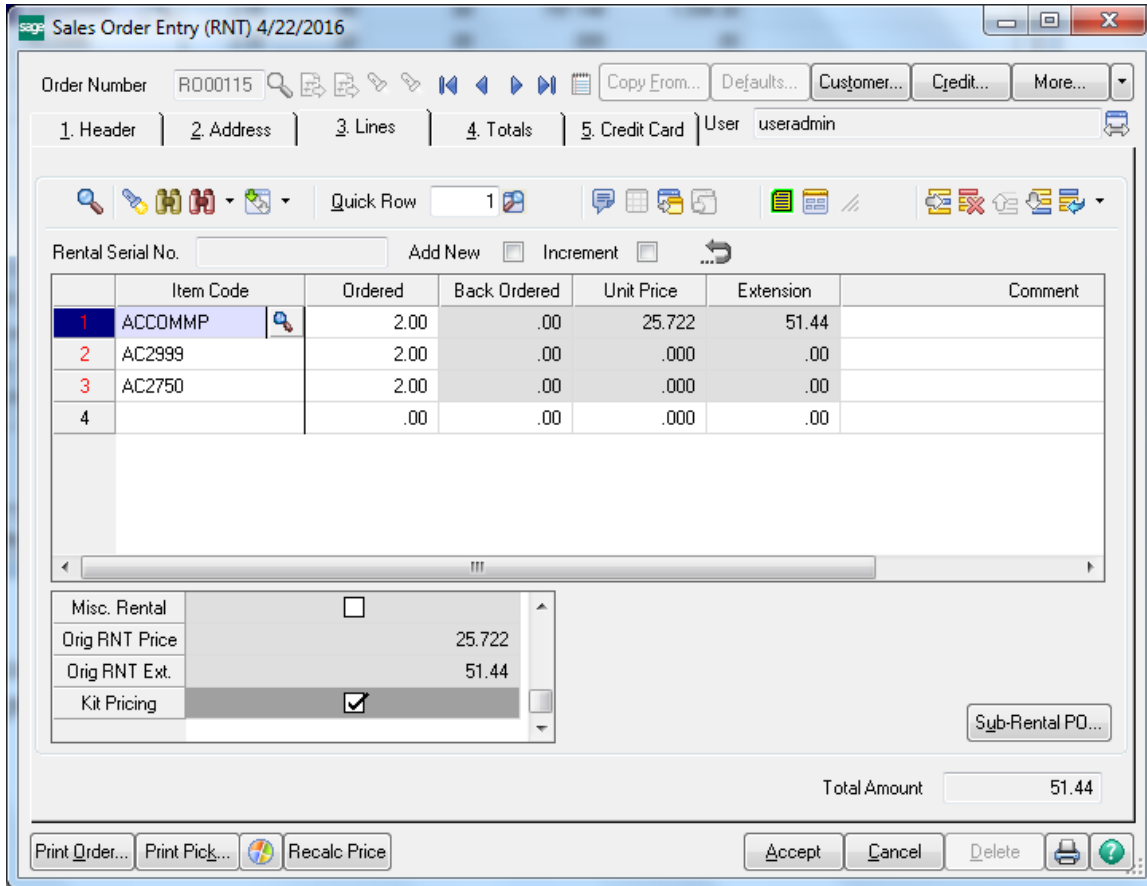 sage Sales Order Entry (RNT) 4/22/2016
Order Number RO00115 Copy From... Defaults... Customer... Credit... More...
1. Header 2. Address 3. Lines 4. Totals 5. Credit Card User useradmin
Quick Row 1
Rental Serial No. Add New Increment
Item Code Ordered Back Ordered Unit Price Extension Comment
1 ACCOMMP 2.00 .00 25.722 51.44
2 AC2999 2.00 .00 .000 .00
3 AC2750 2.00 .00 .000 .00
4 .00 .00 .000 .00
Misc. Rental
Orig RNT Price 25.722
Orig RNT Ext. 51.44
Kit Pricing
Sub-Rental PO...
Total Amount 51.44
Print Order... Print Pick... Recalc Price Accept Cancel Delete